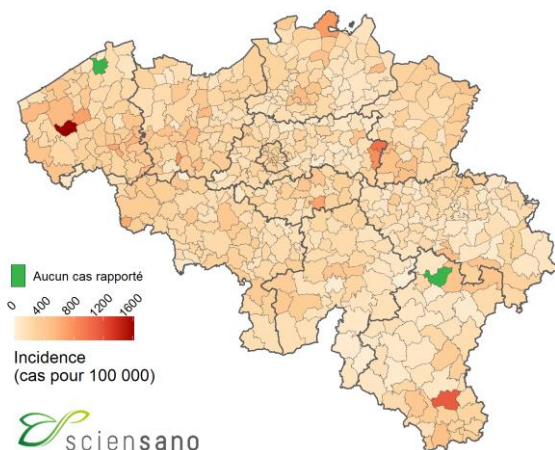 Aucun cas rapporté
0
400
800
1200
1600
Incidence
(cas pour 100 000)
sciensano